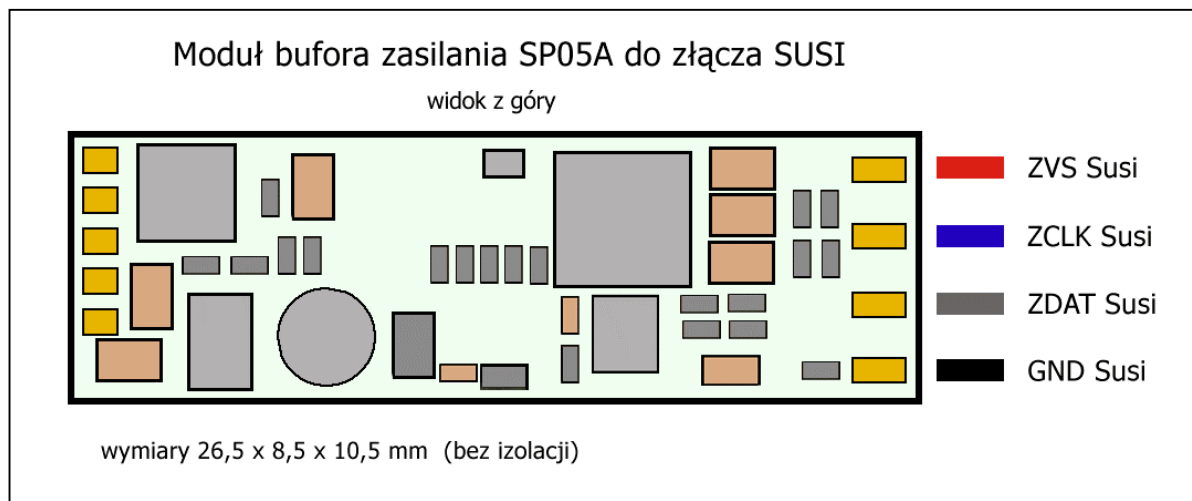 Moduł bufora zasilania SP05A do złącza SUSI
widok z góry
ZVS Susi
ZCLK Susi
ZDAT Susi
GND Susi
wymiary 26,5 x 8,5 x 10,5 mm (bez izolacji)